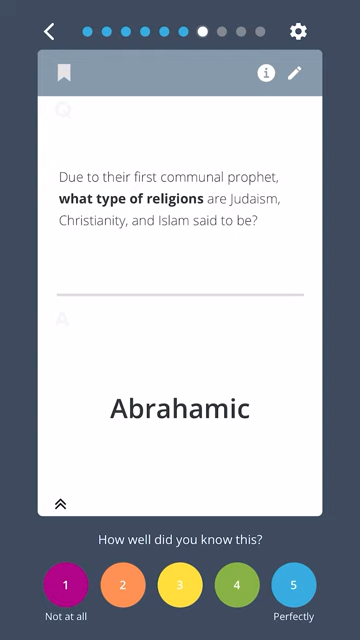 Q
Due to their first communal prophet,
what type of religions are Judaism,
Christianity, and Islam said to be?
A
Abrahamic
How well did you know this?
1 2 3 4 5
Not at all Perfectly